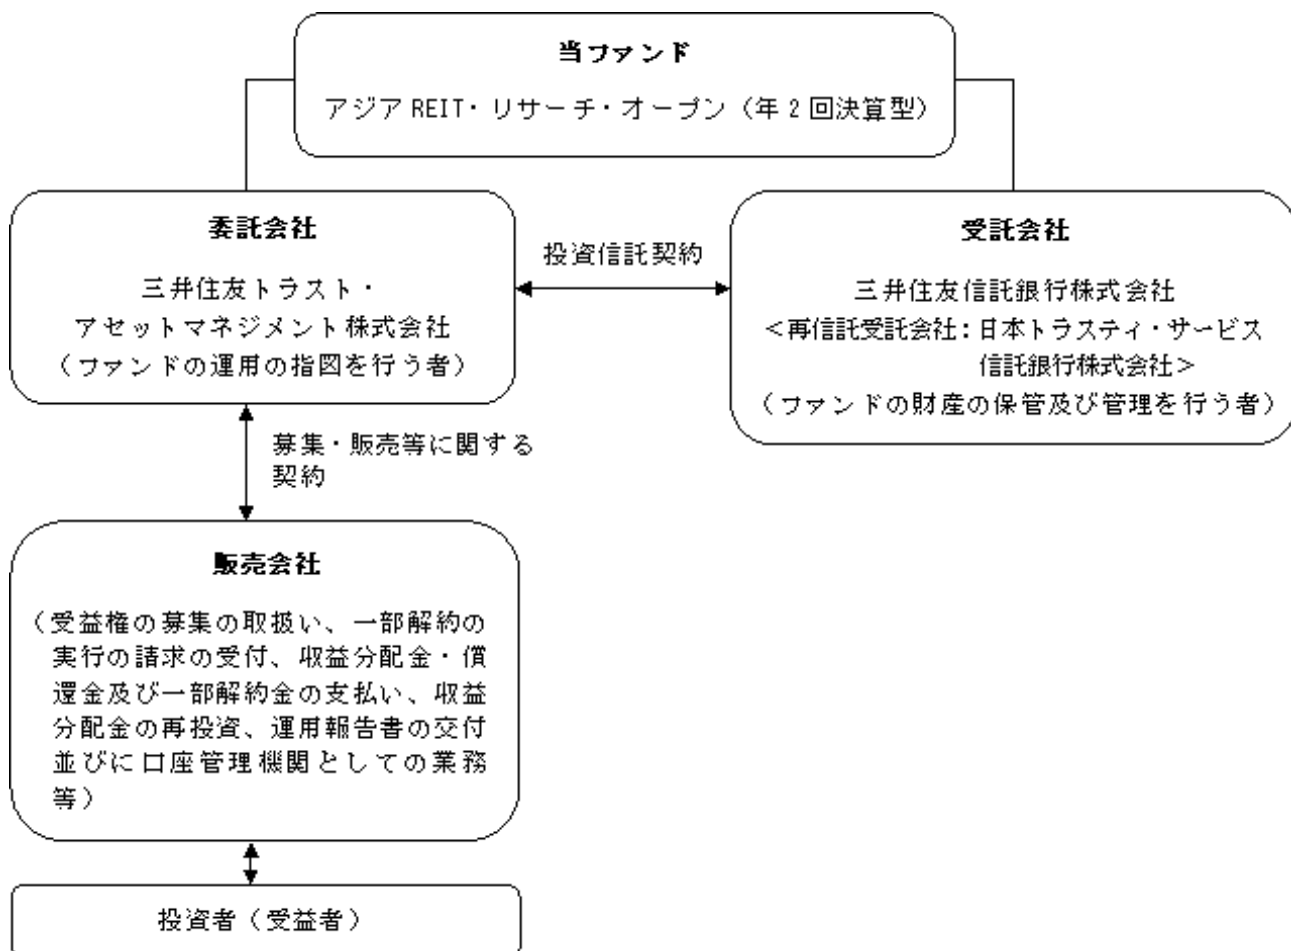 当ファンド
アジア REIT・リサーチ・オープン（年2回決算型）
委託会社
三井住友トラスト・
アセットマネジメント株式会社
（ファンドの運用の指図を行う者）
投資信託契約
受託会社
三井住友信託銀行株式会社
＜再信託受託会社：日本トラスティ・サービス
信託銀行株式会社＞
（ファンドの財産の保管及び管理を行う者）
募集・販売等に関する
契約
販売会社
（受益権の募集の取扱い、一部解約の
実行の請求の受付、収益分配金・償
還金及び一部解約金の支払い、収益
分配金の再投資、運用報告書の交付
並びに口座管理機関としての業務
等）
投資者（受益者）